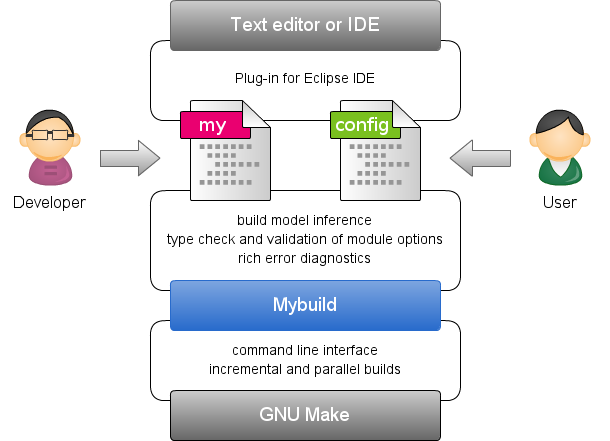 Text editor or IDE
Plug-in for Eclipse IDE
my
config
Developer
User
build model inference
type check and validation of module options
rich error diagnostics
Mybuild
command line interface
incremental and parallel builds
GNU Make